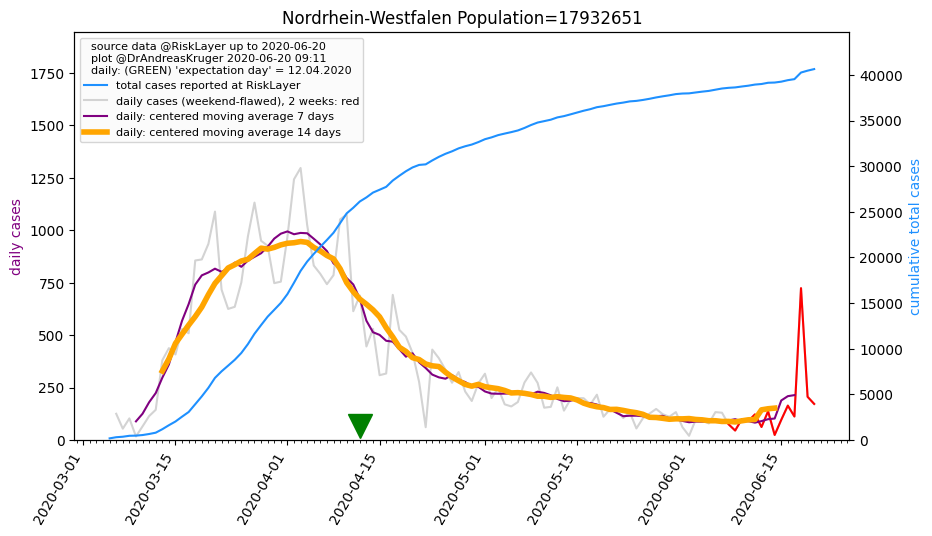 Nordrhein-Westfalen Population=17932651
source data @RiskLayer up to 2020-06-20
plot @DrAndreasKruger 2020-06-20 09:11
daily: (GREEN) 'expectation day' = 12.04.2020
total cases reported at RiskLayer
daily cases (weekend-flawed), 2 weeks: red
daily: centered moving average 7 days
daily: centered moving average 14 days
daily cases
1750
1500
1250
1000
750
500
250
0
40000
35000
30000
25000
20000
15000
10000
5000
0
cumulative total cases
2020-03-01
2020-03-15
2020-04-01
2020-04-15
2020-05-01
2020-05-15
2020-06-01
2020-06-15